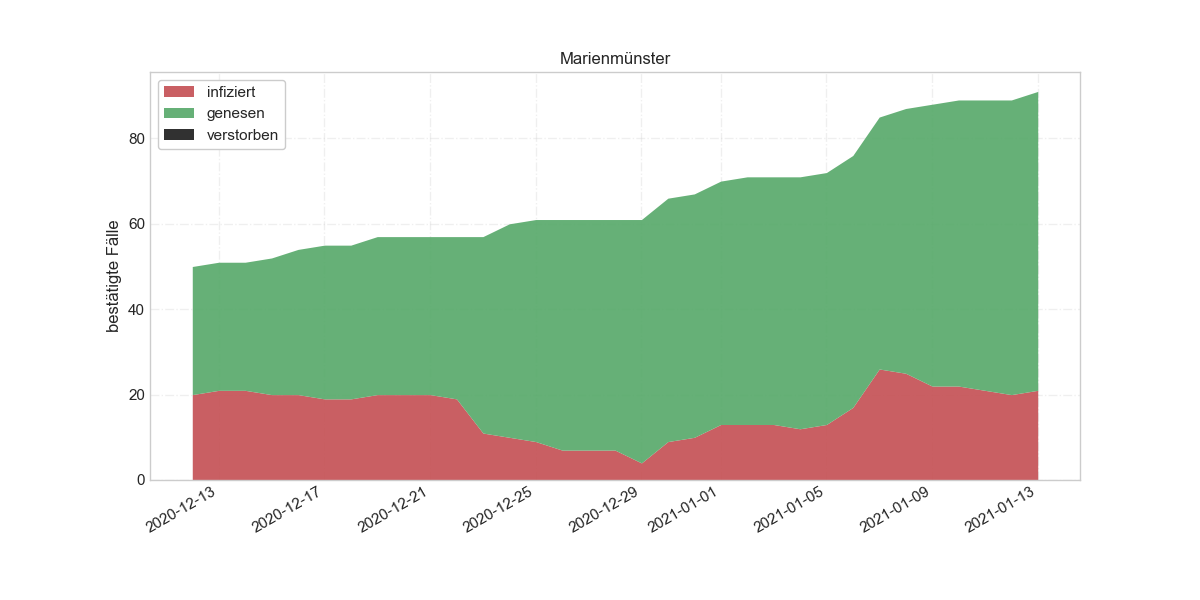 Marienmünster
infiziert
genesen
verstorben
bestätigte Fälle
80
60
40
20
0
2020-12-13
2020-12-17
2020-12-21
2020-12-25
2020-12-29
2021-01-01
2021-01-05
2021-01-09
2021-01-13